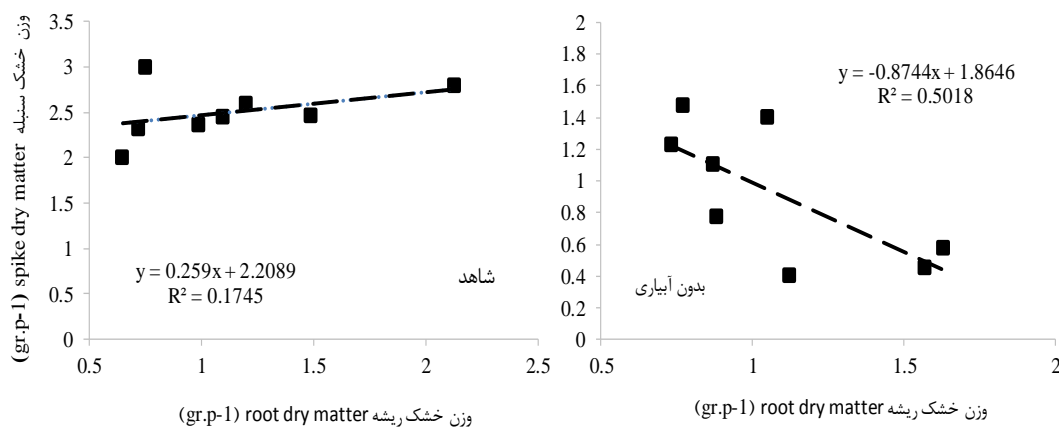 وزن خشک سنبله spike dry matter (gr.p-1)
3.5
3
2.5
2
1.5
1
0.5
0
y = 0.259x + 2.2089
R² = 0.1745
شاهد
0.5 1 1.5 2 2.5
وزن خشک ریشه root dry matter (gr.p-1)
2
1.8
1.6
1.4
1.2
1
0.8
0.6
0.4
0.2
0
y = -0.8744x + 1.8646
R² = 0.5018
بدون آبیاری
0.5 1 1.5 2
وزن خشک ریشه root dry matter (gr.p-1)